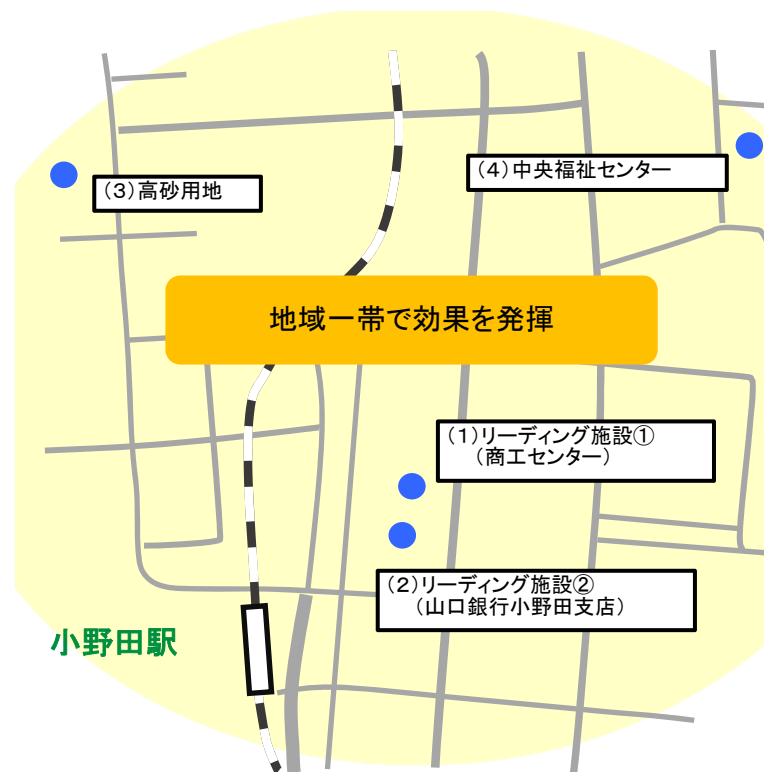 (4)中央福祉センター
(3)高砂用地
地域一帯で効果を発揮
(1)リーディング施設①
(商工センター)
(2)リーディング施設②
(山口銀行小野田支店)
小野田駅